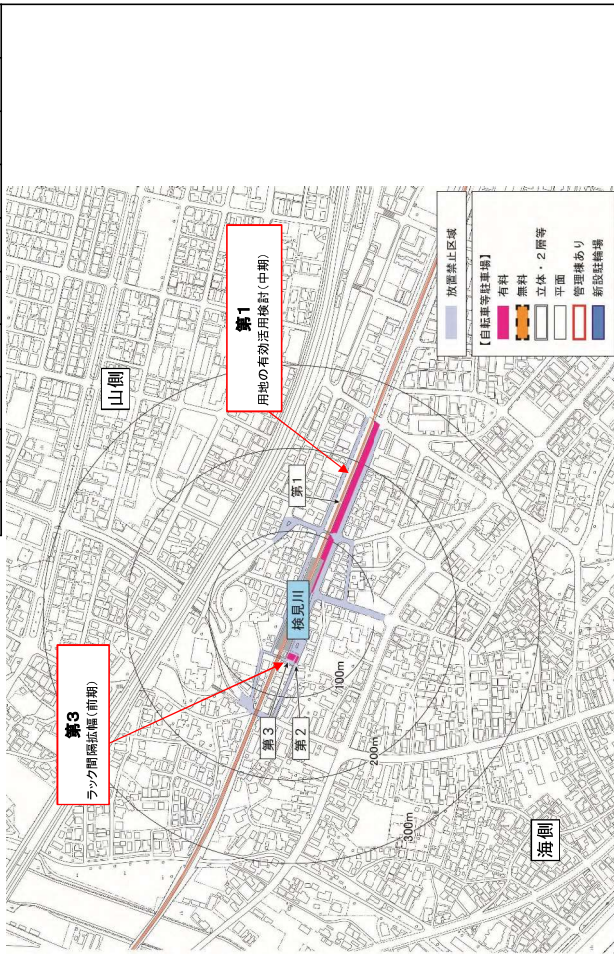 第3
ラック間隔拡幅(前期)
第1
用地の有効活用検討(中期)
山側
第1
検見川
第3
第2
100m
200m
300m
海側
放置禁止区域
【自転車等駐車場】
有料
無料
立体・2層等
平面
管理棟あり
新設駐輪場